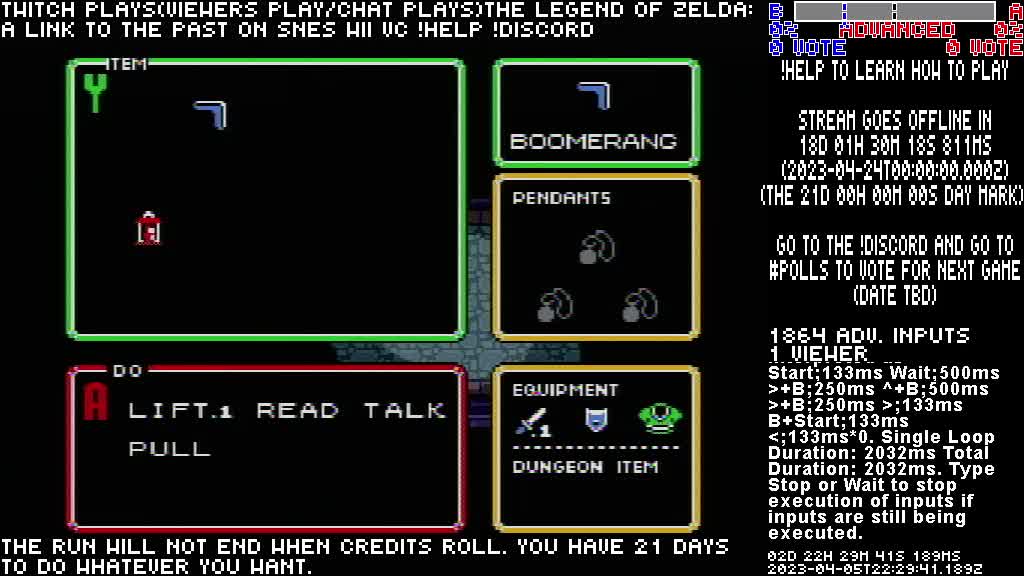 TWITCH PLAYS(VIEWERS PLAY/CHAT PLAYS)THE LEGEND OF ZELDA:
A LINK TO THE PAST ON SNES WII VC !HELP !DISCORD
ITEM
Y
BOOMERANG
PENDANTS
DO
A
LIFT.1 READ TALK
PULL
EQUIPMENT
.1
DUNGEON ITEM
THE RUN WILL NOT END WHEN CREDITS ROLL. YOU HAVE 21 DAYS
TO DO WHATEVER YOU WANT.
B A
0% ADVANCED 0%
0 VOTE 0 VOTE
!HELP TO LEARN HOW TO PLAY
STREAM GOES OFFLINE IN
18D 01H 30M 18S 811MS
(2023-04-24T00:00:00.000Z)
(THE 21D 00H 00M 00S DAY MARK)
GO TO THE !DISCORD AND GO TO
#POLLS TO VOTE FOR NEXT GAME
(DATE TBD)
1864 ADV. INPUTS
1 VIEWER
Start;133ms Wait;500ms
>+B;250ms ^+B;500ms
>+B;250ms >;133ms
B+Start;133ms
<;133ms*0. Single Loop
Duration: 2032ms Total
Duration: 2032ms. Type
Stop or Wait to stop
execution of inputs if
inputs are still being
executed.
02D 22H 29M 41S 189MS
2023-04-05T22:29:41.189Z